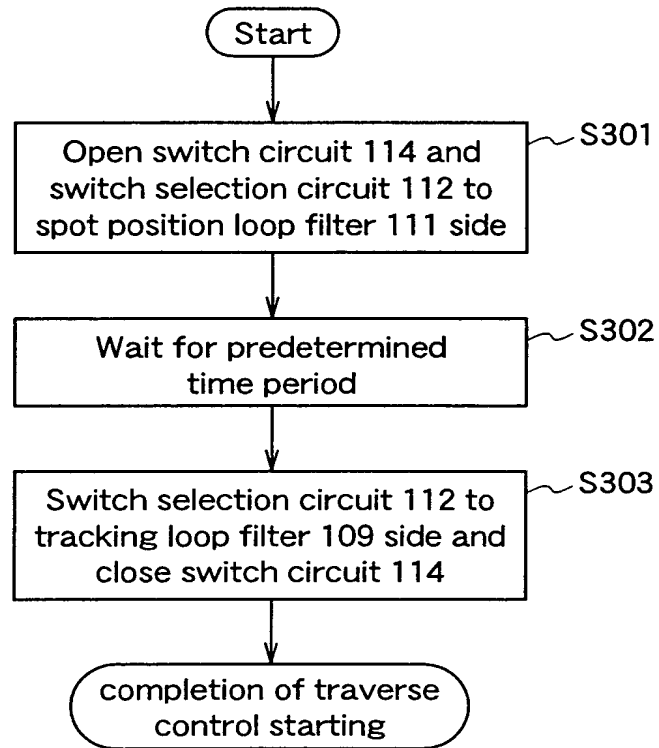 Start
Open switch circuit 114 and
switch selection circuit 112 to
spot position loop filter 111 side
S301
Wait for predetermined
time period
S302
Switch selection circuit 112 to
tracking loop filter 109 side and
close switch circuit 114
S303
completion of traverse
control starting